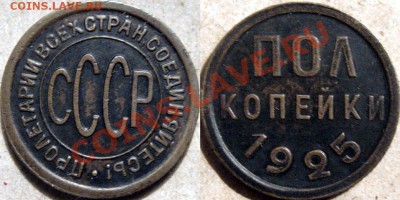 COINS.LAVE.RU
ПРОЛЕТАРИИ ВСЕХ СТРАН, СОЕДИНЯЙТЕСЬ!
СССР
ПОЛ
КОПЕЙКИ
1925